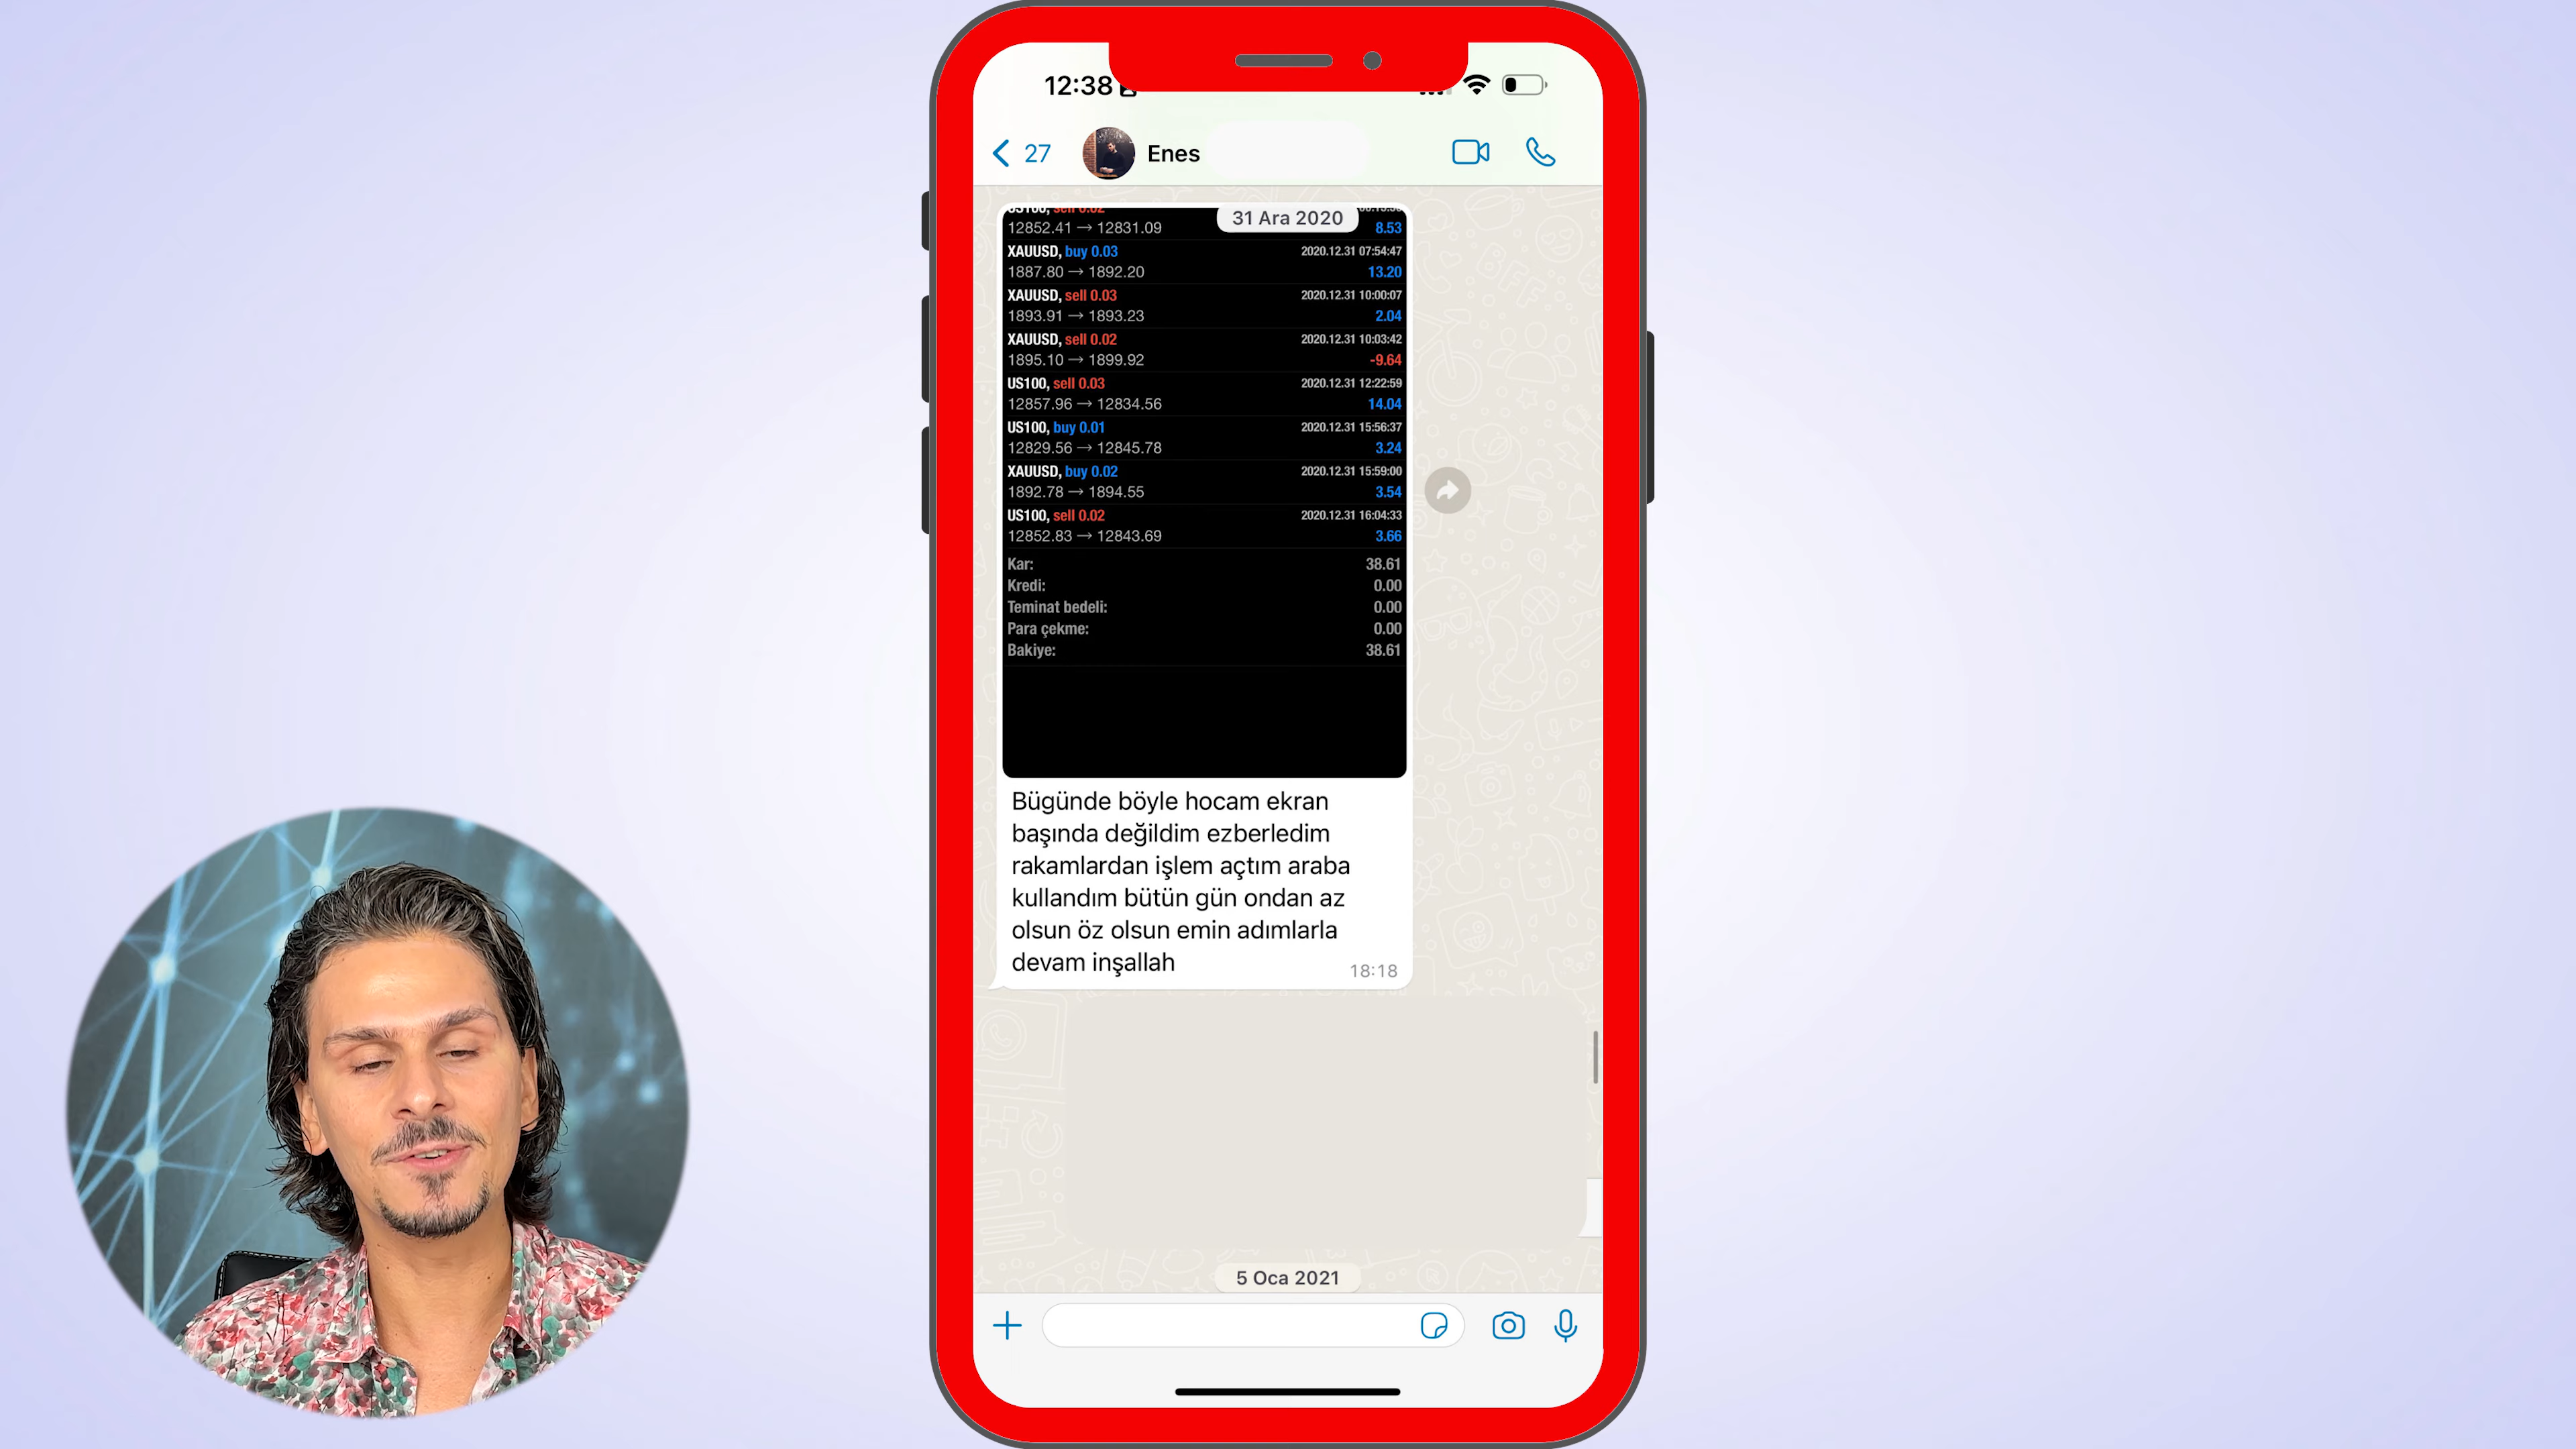 12:38
27
Enes
31 Ara 2020
US100, sell 0.02
12852.41 → 12831.09 8.53
XAUUSD, buy 0.03 2020.12.31 07:54:47
1887.80 → 1892.20 13.20
XAUUSD, sell 0.03 2020.12.31 10:00:07
1893.91 → 1893.23 2.04
XAUUSD, sell 0.02 2020.12.31 10:03:42
1895.10 → 1899.92 -9.64
US100, sell 0.03 2020.12.31 12:22:59
12857.96 → 12834.56 14.04
US100, buy 0.01 2020.12.31 15:56:37
12829.56 → 12845.78 3.24
XAUUSD, buy 0.02 2020.12.31 15:59:00
1892.78 → 1894.55 3.54
US100, sell 0.02 2020.12.31 16:04:33
12852.83 → 12843.69 3.66
Kar: 38.61
Kredi: 0.00
Teminat bedeli: 0.00
Para çekme: 0.00
Bakiye: 38.61
Bügünde böyle hocam ekran
başında değildim ezberledim
rakamlardan işlem açtım araba
kullandım bütün gün ondan az
olsun öz olsun emin adımlarla
devam inşallah
18:18
5 Oca 2021